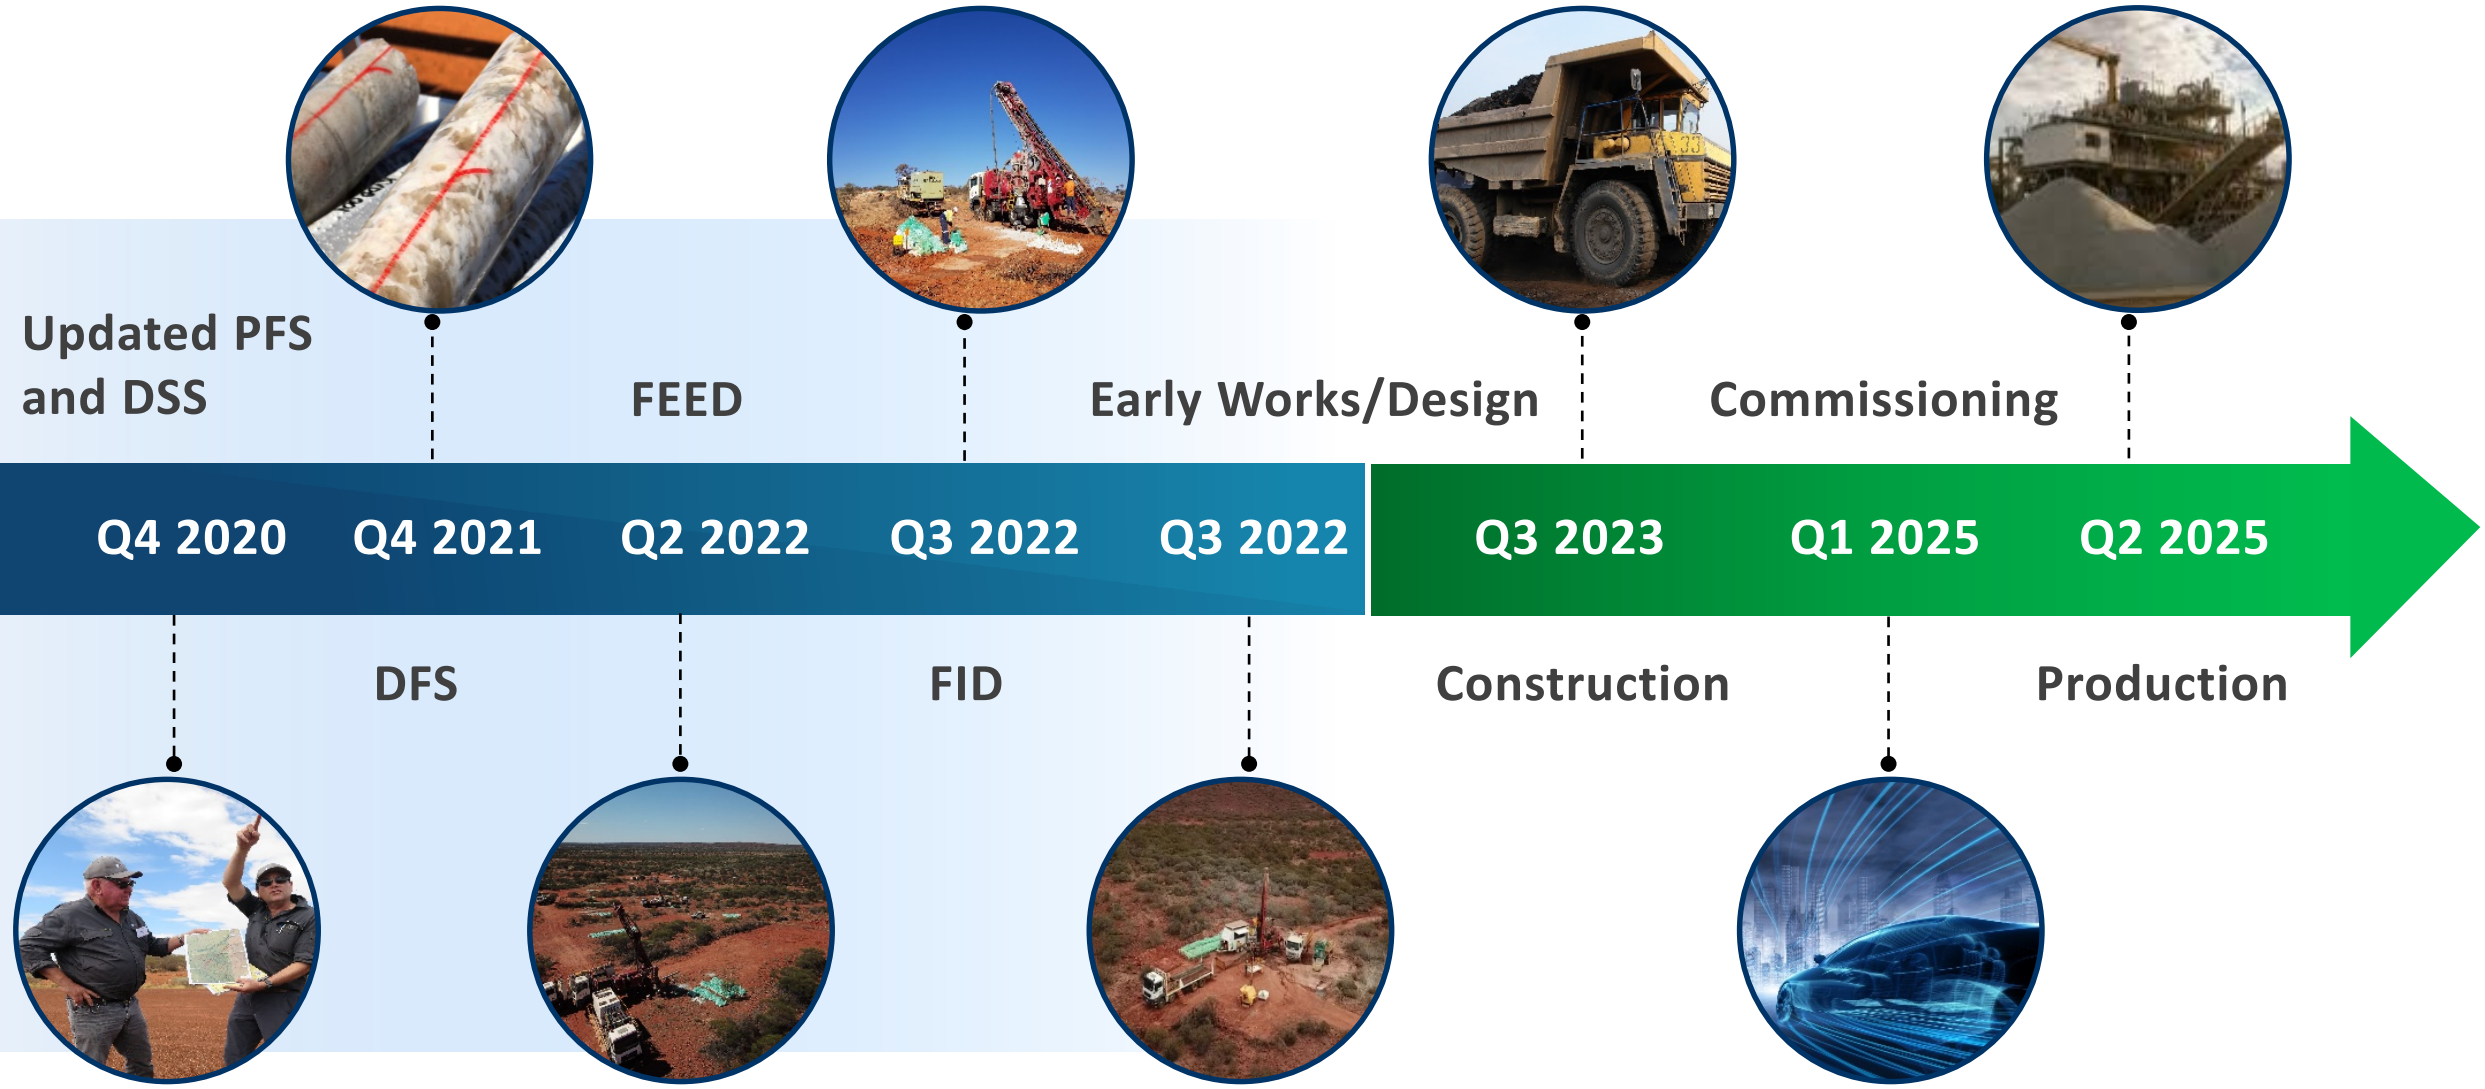 Updated PFS
and DSS
FEED
Early Works/Design
Commissioning
Q4 2020
Q4 2021
Q2 2022
Q3 2022
Q3 2022
Q3 2023
Q1 2025
Q2 2025
DFS
FID
Construction
Production
33